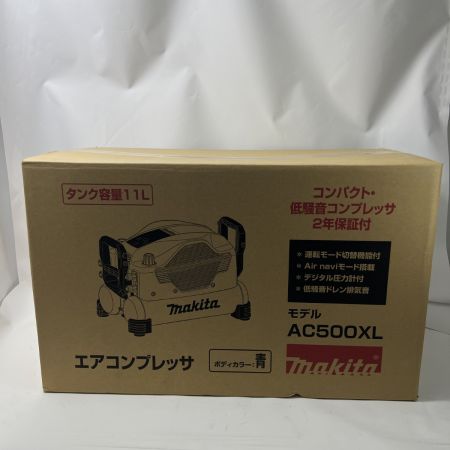 タンク容量11L
コンパクト・
低騒音コンプレッサ
2年保証付
* 運転モード切替機能付
* Air naviモード搭載
* デジタル圧力計付
* 低騒音ドレン排気音
makita
モデル
AC500XL
makita
エアコンプレッサ
ボディカラー:青